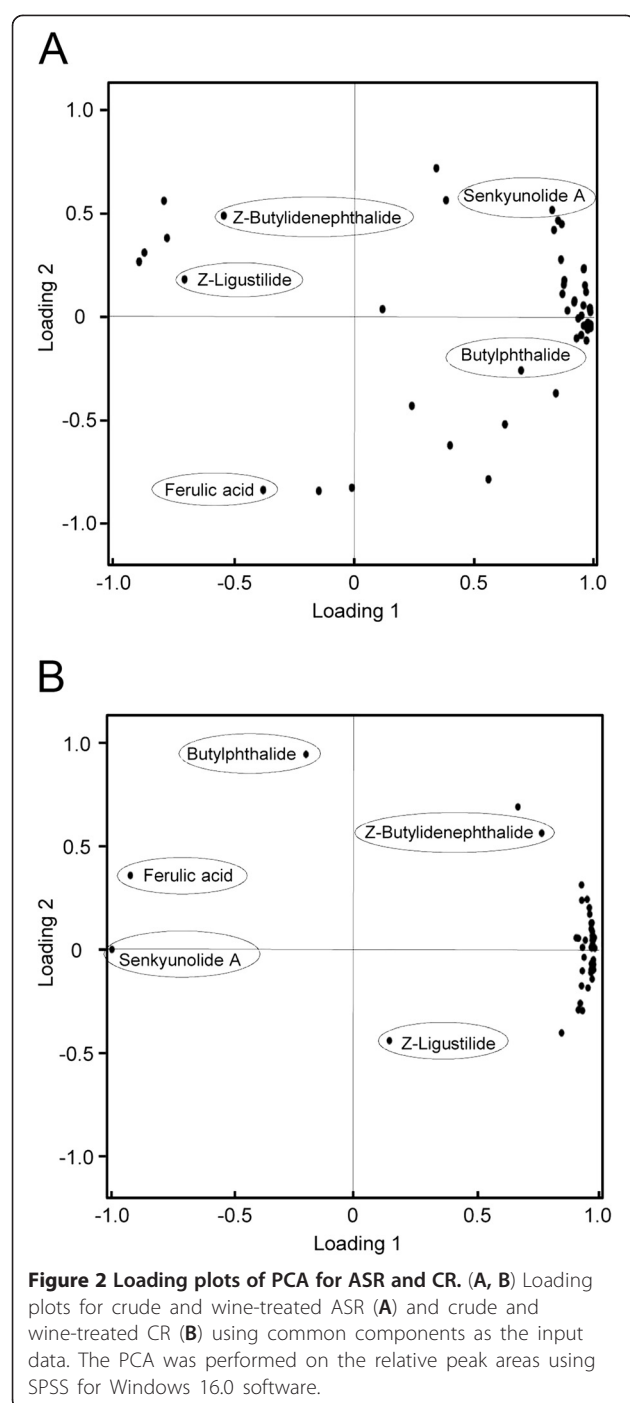 A
1.0
Senkyunolide A
0.5
Z-Butylidenephthalide
Z-Ligustilide
Loading 2
0
Butylphthalide
-0.5
Ferulic acid
-1.0
-1.0 -0.5 0 0.5 1.0
Loading 1
B
1.0
Butylphthalide
Z-Butylidenephthalide
0.5
Ferulic acid
Loading 2
0
Senkyunolide A
Z-Ligustilide
-0.5
-1.0
-1.0 -0.5 0 0.5 1.0
Loading 1
Figure 2 Loading plots of PCA for ASR and CR. (A, B) Loading
plots for crude and wine-treated ASR (A) and crude and
wine-treated CR (B) using common components as the input
data. The PCA was performed on the relative peak areas using
SPSS for Windows 16.0 software.